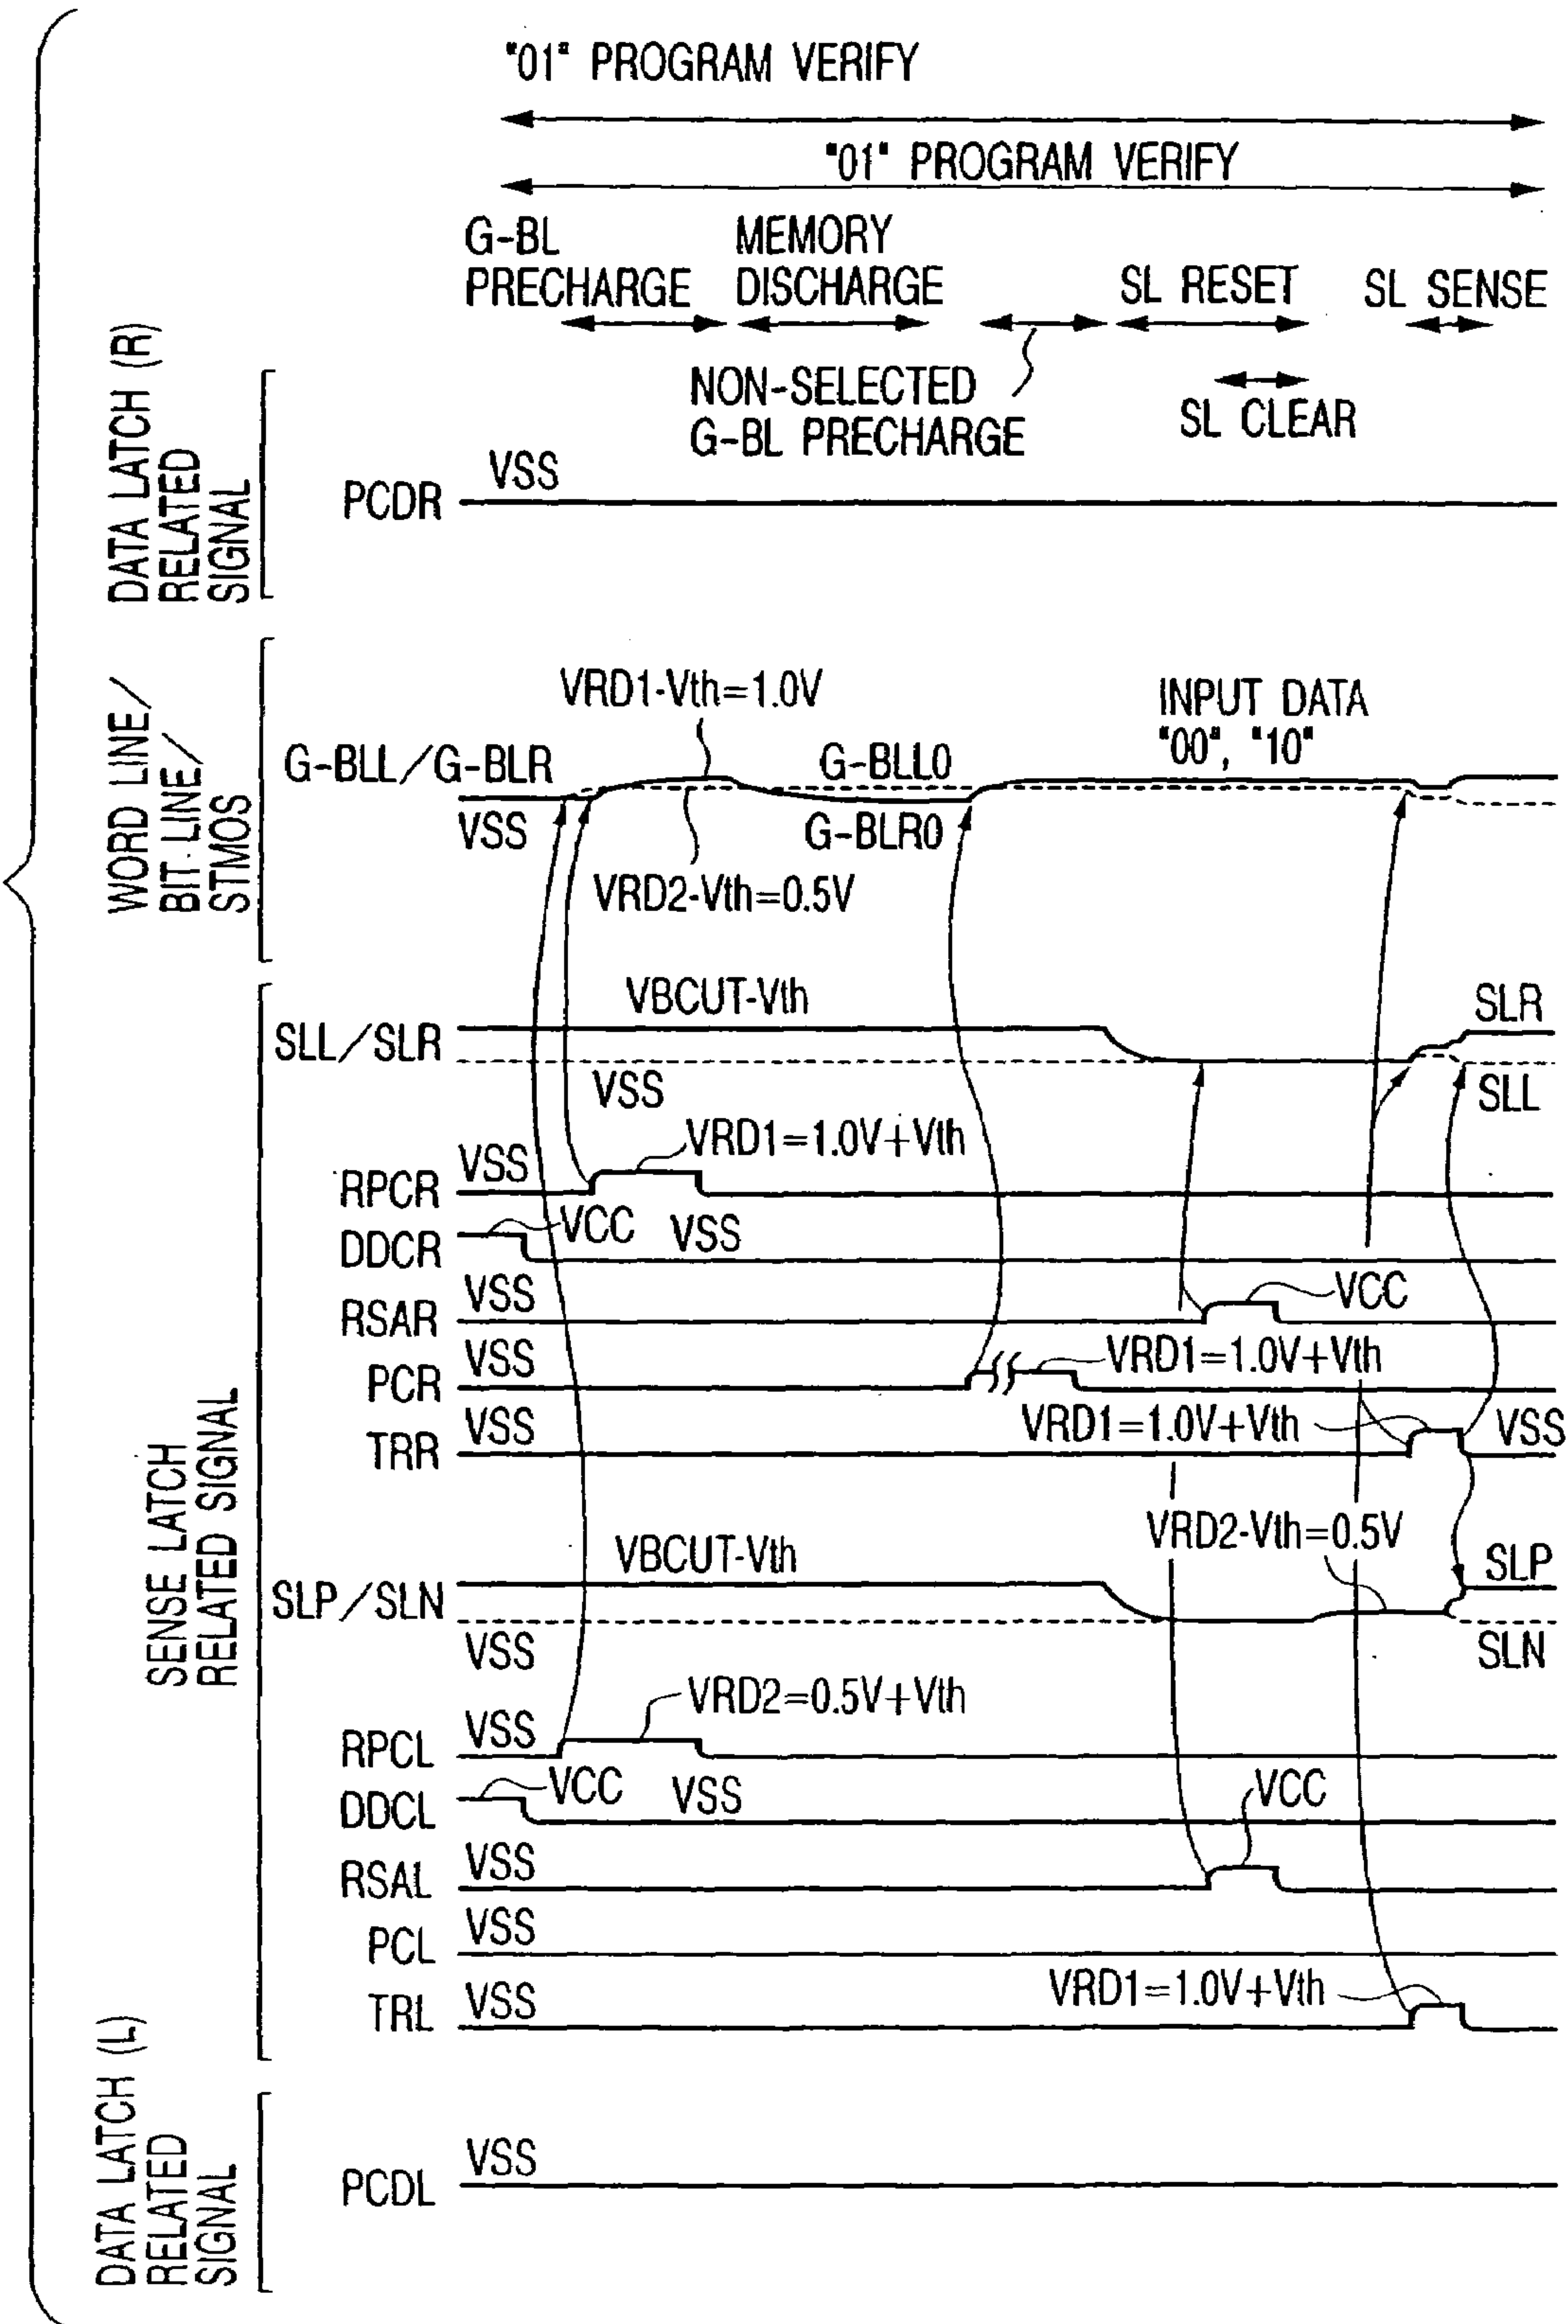 "01" PROGRAM VERIFY
"01" PROGRAM VERIFY
G-BL
PRECHARGE
MEMORY
DISCHARGE
SL RESET
SL SENSE
NON-SELECTED
G-BL PRECHARGE
SL CLEAR
DATA LATCH (R)
RELATED
SIGNAL
PCDR
VSS
WORD LINE/
BIT LINE/
STMOS
VRD1-Vth=1.0V
INPUT DATA
"00", "10"
G-BLL/G-BLR
G-BLL0
VSS
G-BLR0
VRD2-Vth=0.5V
SENSE LATCH
RELATED SIGNAL
VBCUT-Vth
SLR
SLL/SLR
VSS
SLL
VRD1=1.0V+Vth
RPCR
VSS
DDCR
VCC
VSS
RSAR
VSS
VCC
PCR
VSS
VRD1=1.0V+Vth
TRR
VSS
VRD1=1.0V+Vth
VSS
VRD2-Vth=0.5V
VBCUT-Vth
SLP
SLP/SLN
VSS
SLN
VRD2=0.5V+Vth
RPCL
VSS
DDCL
VCC
VSS
VCC
RSAL
VSS
PCL
VSS
TRL
VSS
VRD1=1.0V+Vth
DATA LATCH (L)
RELATED
SIGNAL
PCDL
VSS